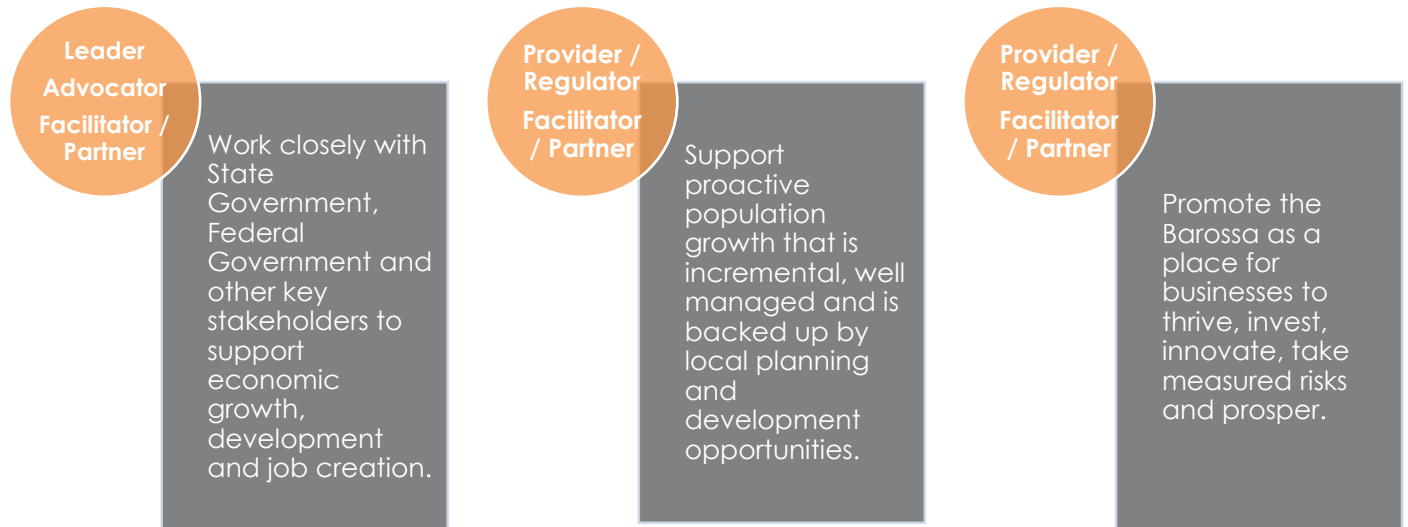 Leader
Advocator
Facilitator /
Partner
Work closely with
State
Government,
Federal
Government and
other key
stakeholders to
support
economic
growth,
development
and job creation.
Provider /
Regulator
Facilitator
/ Partner
Support
proactive
population
growth that is
incremental, well
managed and is
backed up by
local planning
and
development
opportunities.
Provider /
Regulator
Facilitator
/ Partner
Promote the
Barossa as a
place for
businesses to
thrive, invest,
innovate, take
measured risks
and prosper.